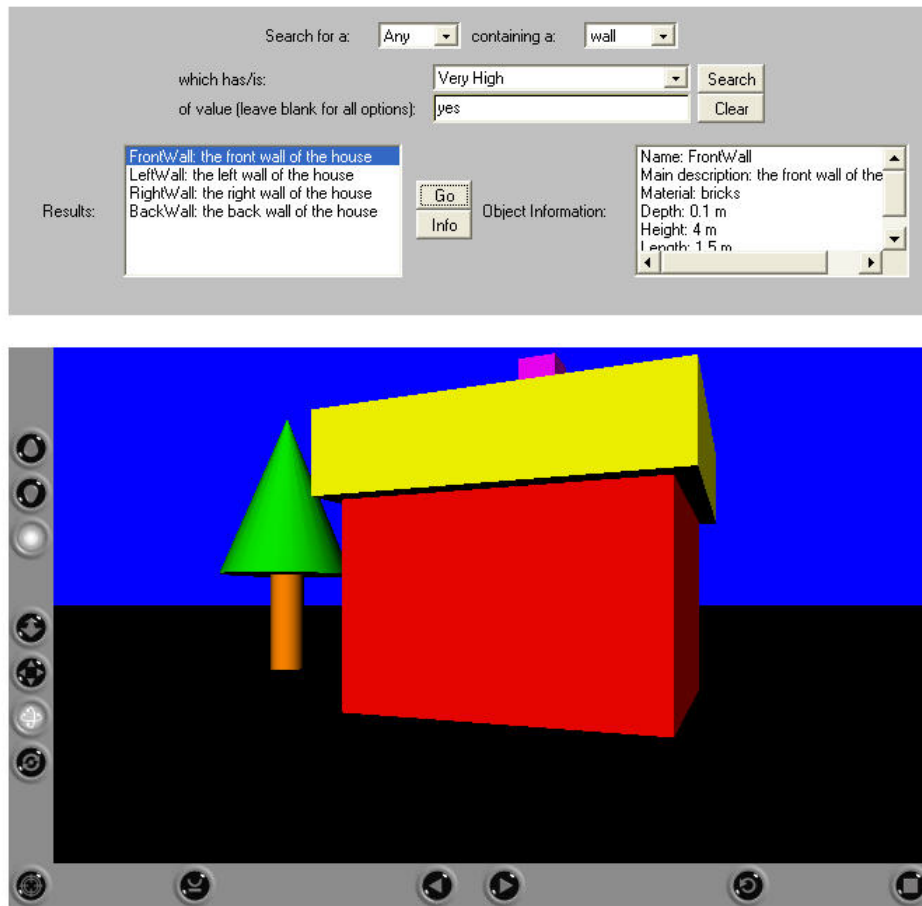 Search for a: Any containing a: wall
which has/is: Very High Search
of value (leave blank for all options): yes Clear
Results:
FrontWall: the front wall of the house
LeftWall: the left wall of the house
RightWall: the right wall of the house
BackWall: the back wall of the house
Go
Info
Object Information:
Name: FrontWall
Main description: the front wall of the
Material: bricks
Depth: 0.1 m
Height: 4 m
Length: 1.5 m